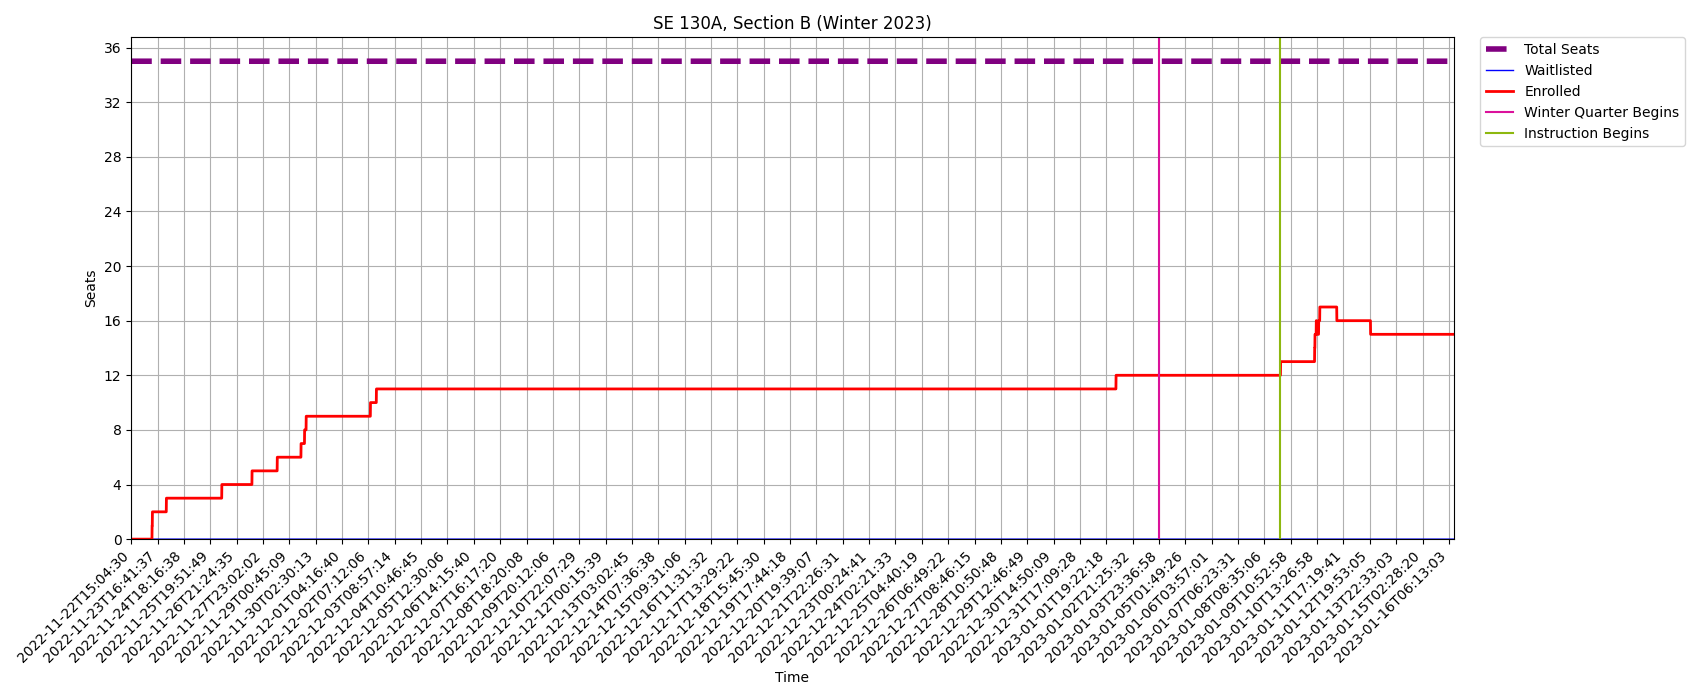 SE 130A, Section B (Winter 2023)
36
32
28
24
20
16
12
8
4
0
Seats
Total Seats
Waitlisted
Enrolled
Winter Quarter Begins
Instruction Begins
2022-11-22T15:04:30
2022-11-23T16:41:37
2022-11-24T18:16:38
2022-11-25T19:51:49
2022-11-26T21:24:35
2022-11-27T23:02:02
2022-11-29T00:45:09
2022-11-30T02:30:13
2022-12-01T04:16:40
2022-12-02T07:12:06
2022-12-03T08:57:14
2022-12-04T10:46:45
2022-12-05T12:30:06
2022-12-06T14:15:40
2022-12-07T16:17:20
2022-12-08T18:20:08
2022-12-09T20:12:06
2022-12-10T22:07:29
2022-12-12T00:15:39
2022-12-13T03:02:45
2022-12-14T07:36:38
2022-12-15T09:31:06
2022-12-16T11:31:32
2022-12-17T13:29:22
2022-12-18T15:45:30
2022-12-19T17:44:18
2022-12-20T19:39:07
2022-12-21T22:26:31
2022-12-23T00:24:41
2022-12-24T02:21:33
2022-12-25T04:40:19
2022-12-26T06:49:22
2022-12-27T08:46:15
2022-12-28T10:50:48
2022-12-29T12:46:49
2022-12-30T14:50:09
2022-12-31T17:09:28
2023-01-01T19:22:18
2023-01-02T21:25:32
2023-01-03T23:36:58
2023-01-05T01:49:26
2023-01-06T03:57:01
2023-01-07T06:23:31
2023-01-08T08:35:06
2023-01-09T10:52:58
2023-01-10T13:26:58
2023-01-11T17:19:41
2023-01-12T19:53:05
2023-01-13T22:33:03
2023-01-15T02:28:20
2023-01-16T06:13:03
Time